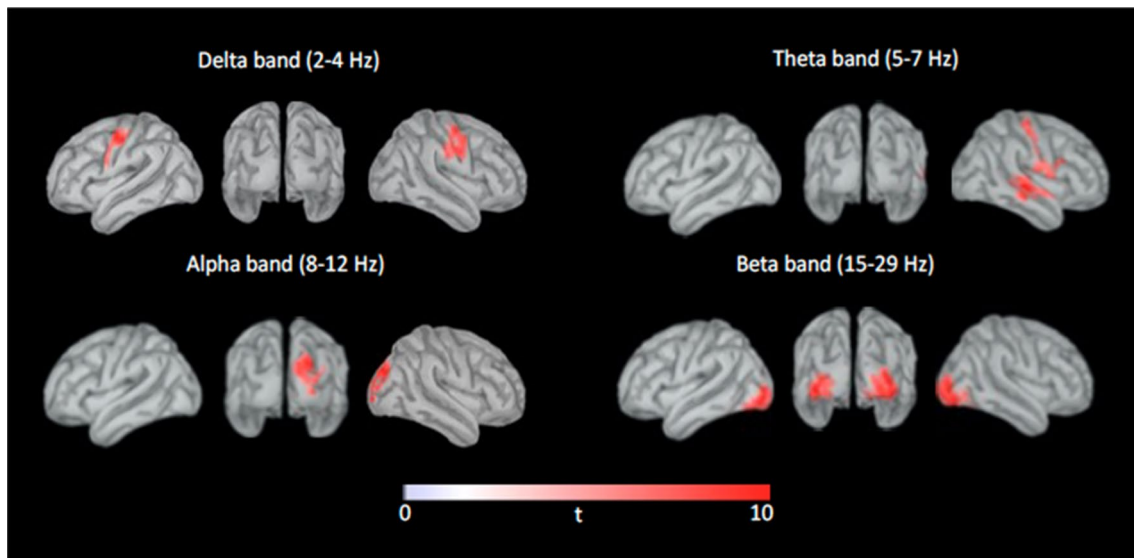 Delta band (2-4 Hz)
Theta band (5-7 Hz)
Alpha band (8-12 Hz)
Beta band (15-29 Hz)
0
t
10